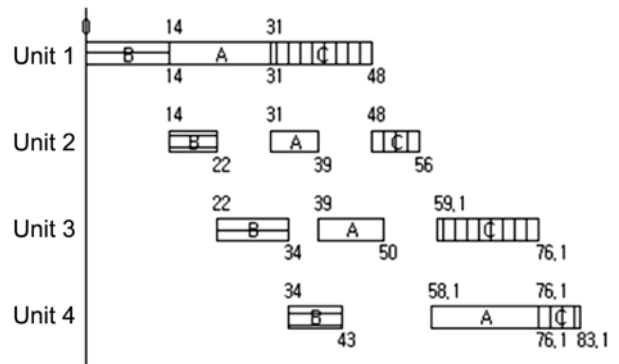 0 14 31
Unit 1 B A C
14 31 48
14 31 48
Unit 2 B A C
22 39 56
22 39 59,1
Unit 3 B A C
34 50 76,1
34 58,1 76,1
Unit 4 B A C
43 76,1 83,1